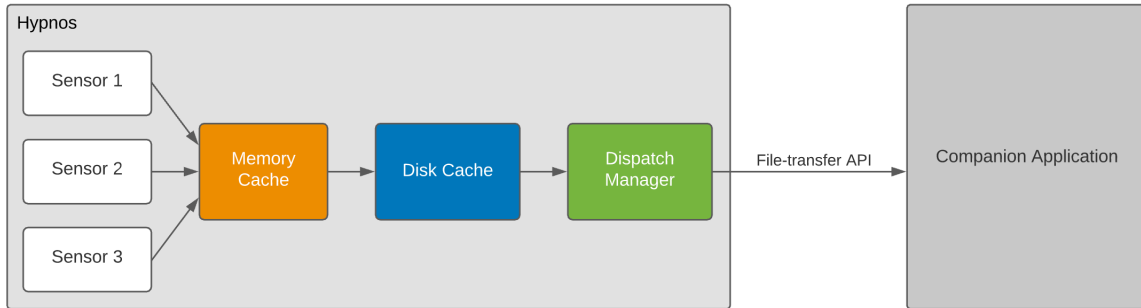 Hypnos
Sensor 1
Sensor 2
Sensor 3
Memory
Cache
Disk Cache
Dispatch
Manager
File-transfer API
Companion Application